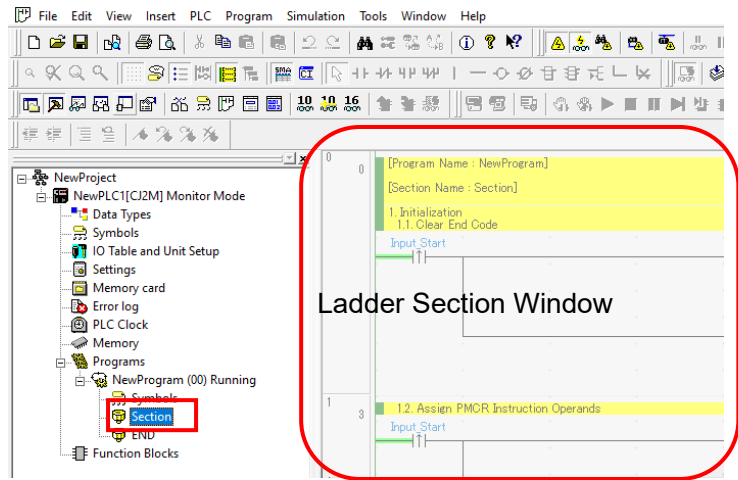 File Edit View Insert PLC Program Simulation Tools Window Help
10 10 16
NewProject
NewPLC1[CJ2M] Monitor Mode
Data Types
Symbols
IO Table and Unit Setup
Settings
Memory card
Error log
PLC Clock
Memory
Programs
NewProgram (00) Running
Symbols
Section
END
Function Blocks
0
0
[Program Name : NewProgram]
[Section Name : Section]
1. Initialization
1.1. Clear End Code
Input_Start
Ladder Section Window
1
3
1.2. Assign PMCR Instruction Operands
Input_Start